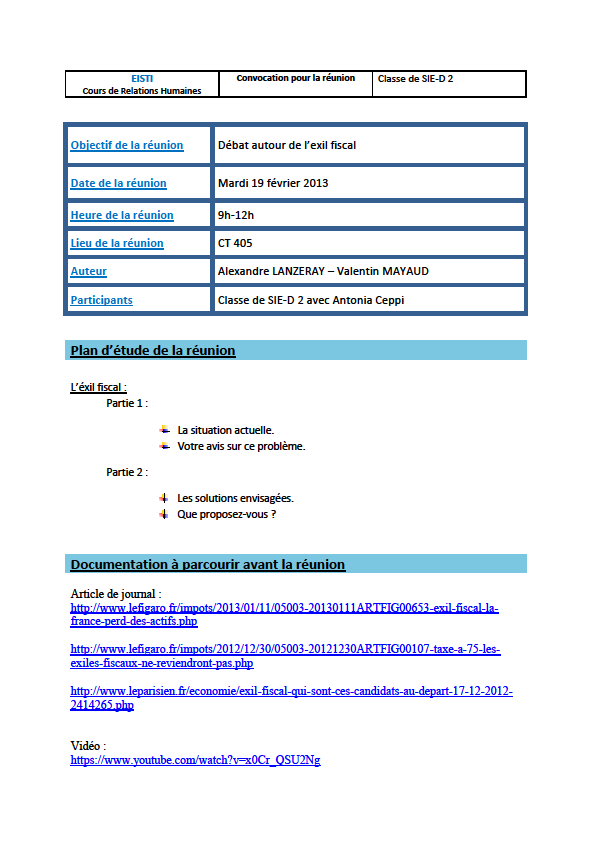 EISTI
Cours de Relations Humaines
Convocation pour la réunion
Classe de SIE-D 2
Objectif de la réunion
Débat autour de l'exil fiscal
Date de la réunion
Mardi 19 février 2013
Heure de la réunion
9h-12h
Lieu de la réunion
CT 405
Auteur
Alexandre LANZERAY – Valentin MAYAUD
Participants
Classe de SIE-D 2 avec Antonia Ceppi
Plan d'étude de la réunion
L'éxil fiscal :
Partie 1 :
La situation actuelle.
Votre avis sur ce problème.
Partie 2 :
Les solutions envisagées.
Que proposez-vous ?
Documentation à parcourir avant la réunion
Article de journal :
http://www.lefigaro.fr/impots/2013/01/11/05003-20130111ARTFIG00653-exil-fiscal-la-
france-perd-des-actifs.php
http://www.lefigaro.fr/impots/2012/12/30/05003-20121230ARTFIG00107-taxe-a-75-les-
exiles-fiscaux-ne-reviendront-pas.php
http://www.leparisien.fr/economie/exil-fiscal-qui-sont-ces-candidats-au-depart-17-12-2012-
2414265.php
Vidéo :
https://www.youtube.com/watch?v=x0Cr_QSU2Ng